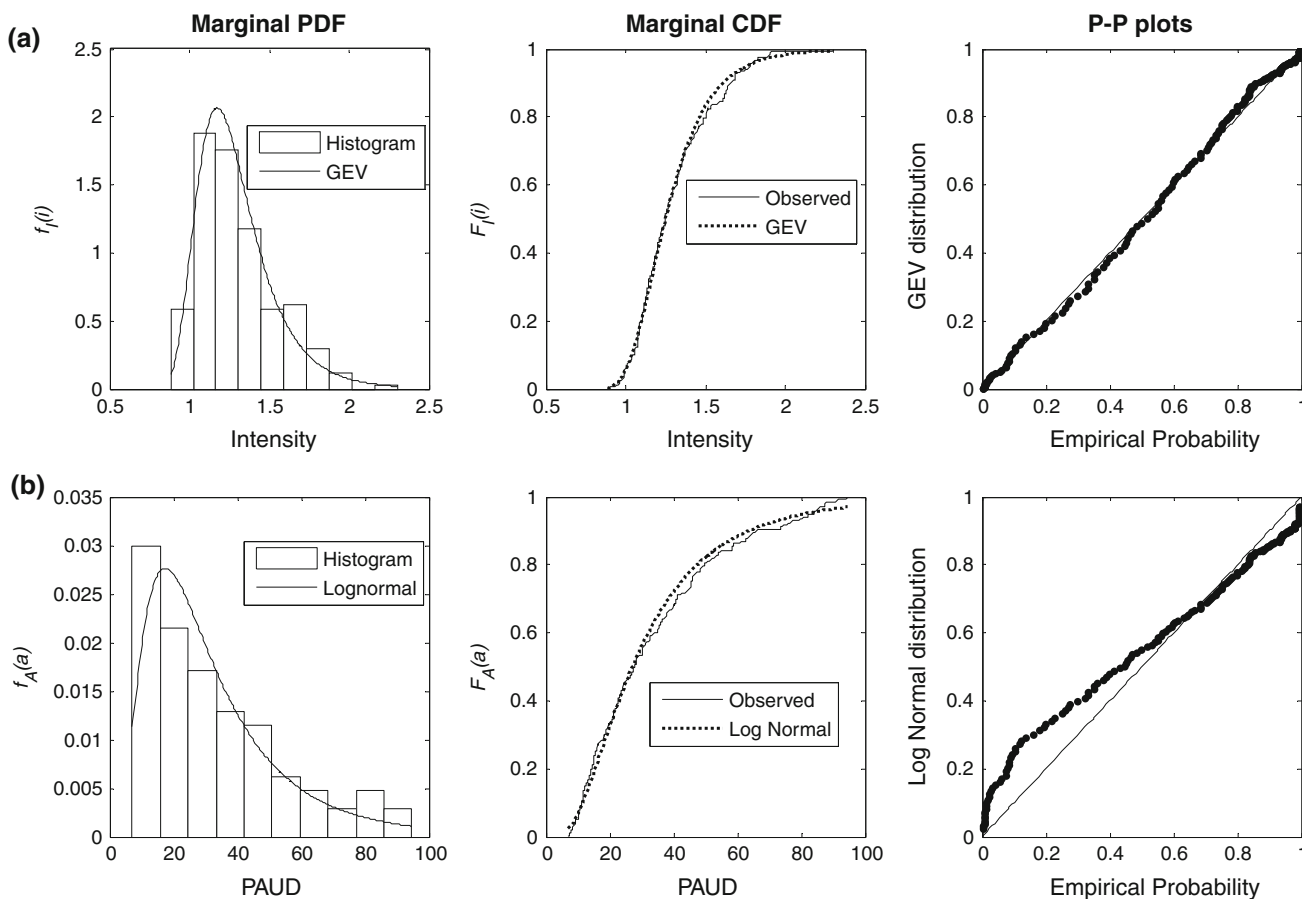 Marginal PDF
Marginal CDF
P-P plots
(a)
2.5
2
1.5
1
0.5
0
0.5
1
1.5
2
2.5
f_I(i)
Intensity
Histogram
GEV
1
0.8
0.6
0.4
0.2
0
0.5
1
1.5
2
2.5
F_I(i)
Intensity
Observed
GEV
1
0.8
0.6
0.4
0.2
0
0
0.2
0.4
0.6
0.8
1
GEV distribution
Empirical Probability
(b)
0.035
0.03
0.025
0.02
0.015
0.01
0.005
0
0
20
40
60
80
100
f_A(a)
PAUD
Histogram
Lognormal
1
0.8
0.6
0.4
0.2
0
0
20
40
60
80
100
F_A(a)
PAUD
Observed
Log Normal
1
0.8
0.6
0.4
0.2
0
0
0.2
0.4
0.6
0.8
1
Log Normal distribution
Empirical Probability